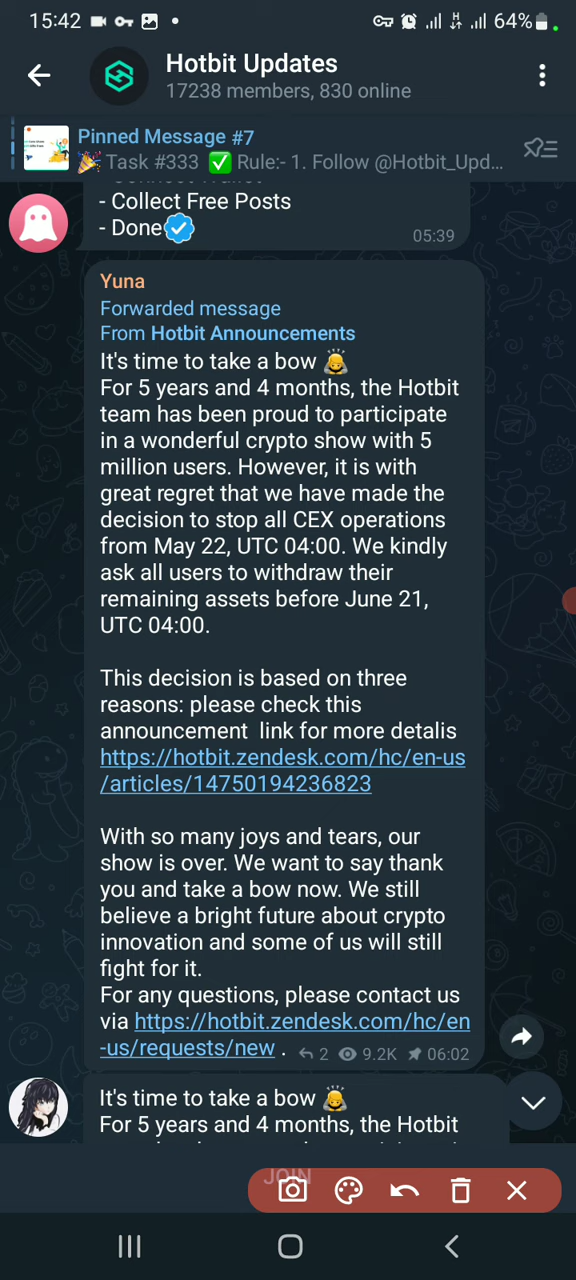 15:42
64%
Hotbit Updates
17238 members, 830 online
Pinned Message #7
🎉 Task #333 ✅ Rule:- 1. Follow @Hotbit_Upd...
- Collect Free Posts
- Done
05:39
Yuna
Forwarded message
From Hotbit Announcements
It's time to take a bow 🙇
For 5 years and 4 months, the Hotbit
team has been proud to participate
in a wonderful crypto show with 5
million users. However, it is with
great regret that we have made the
decision to stop all CEX operations
from May 22, UTC 04:00. We kindly
ask all users to withdraw their
remaining assets before June 21,
UTC 04:00.
This decision is based on three
reasons: please check this
announcement  link for more detalis
https://hotbit.zendesk.com/hc/en-us
/articles/14750194236823
With so many joys and tears, our
show is over. We want to say thank
you and take a bow now. We still
believe a bright future about crypto
innovation and some of us will still
fight for it.
For any questions, please contact us
via https://hotbit.zendesk.com/hc/en
-us/requests/new .
2 9.2K 06:02
It's time to take a bow 🙇
For 5 years and 4 months, the Hotbit
JOIN